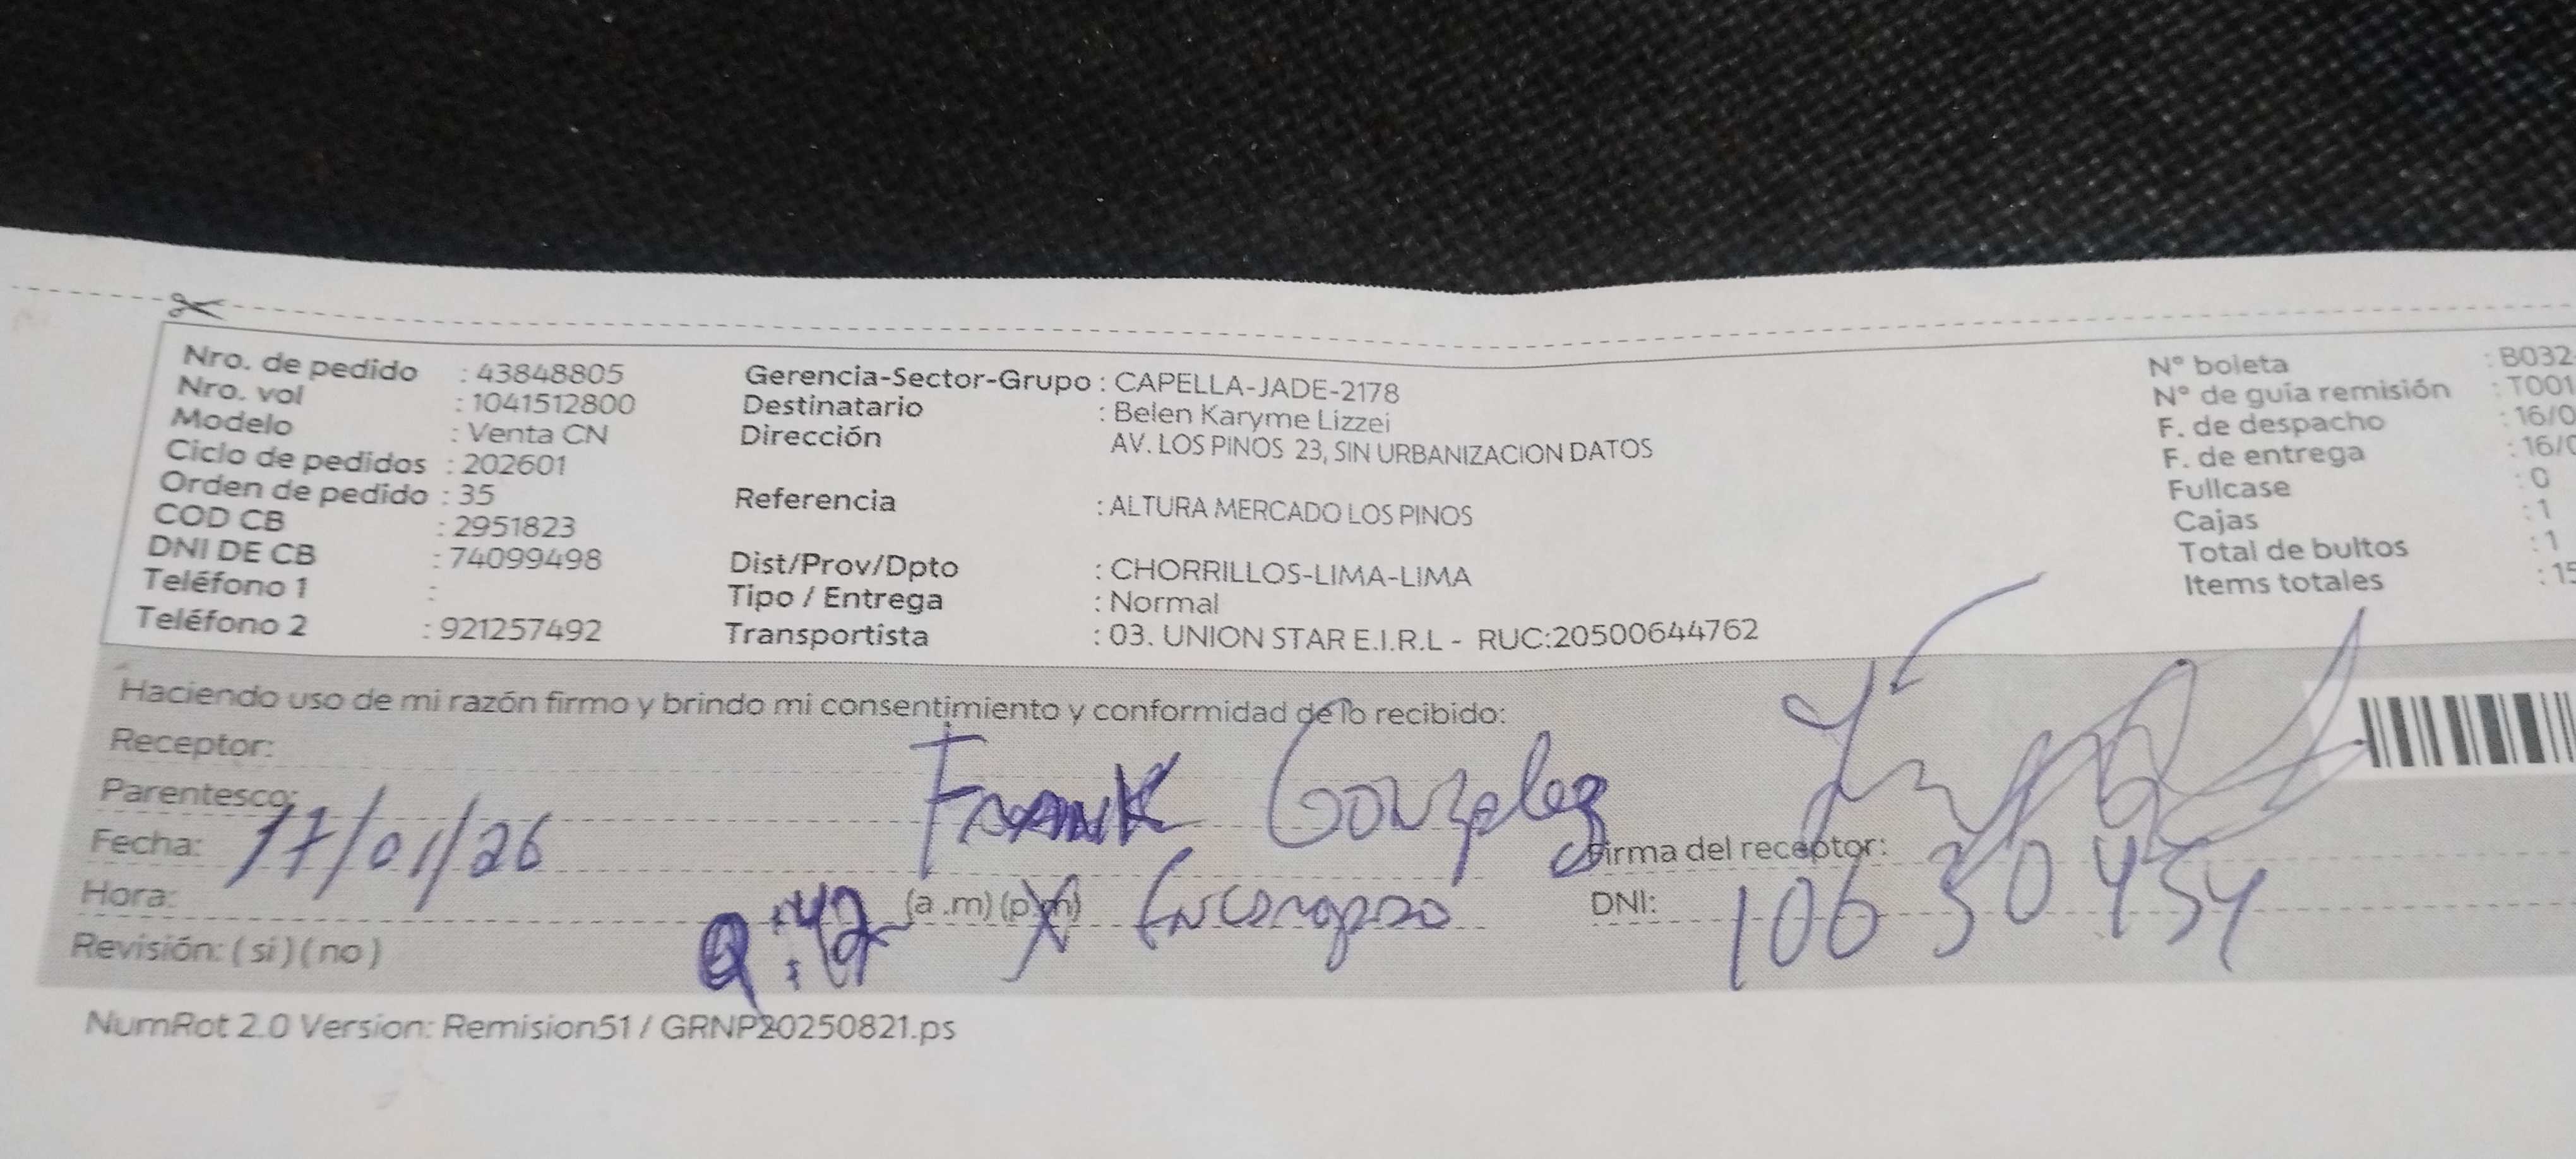 Nro. de pedido : 43848805
Nro. vol : 1041512800
Modelo : Venta CN
Ciclo de pedidos : 202601
Orden de pedido : 35
COD CB : 2951823
DNI DE CB : 74099498
Teléfono 1 :
Teléfono 2 : 921257492
Gerencia-Sector-Grupo : CAPELLA-JADE-2178
Destinatario : Belen Karyme Lizzei
Dirección AV. LOS PINOS 23, SIN URBANIZACION DATOS
Referencia : ALTURA MERCADO LOS PINOS
Dist/Prov/Dpto : CHORRILLOS-LIMA-LIMA
Tipo / Entrega : Normal
Transportista : 03. UNION STAR E.I.R.L - RUC:20500644762
N° boleta : B032
N° de guía remisión : T001
F. de despacho : 16/0
F. de entrega : 16/0
Fullcase : 0
Cajas : 1
Total de bultos : 1
Items totales : 15
Haciendo uso de mi razón firmo y brindo mi consentimiento y conformidad de lo recibido:
Receptor: Frank Gonzalez
Parentesco:
Fecha: 17/01/26
Firma del receptor:
Hora: :42 (a .m) (p.m) Encargado
DNI: 10630454
Revisión: ( si ) ( no )
NumRot 2.0 Version: Remision51 / GRNP20250821.ps